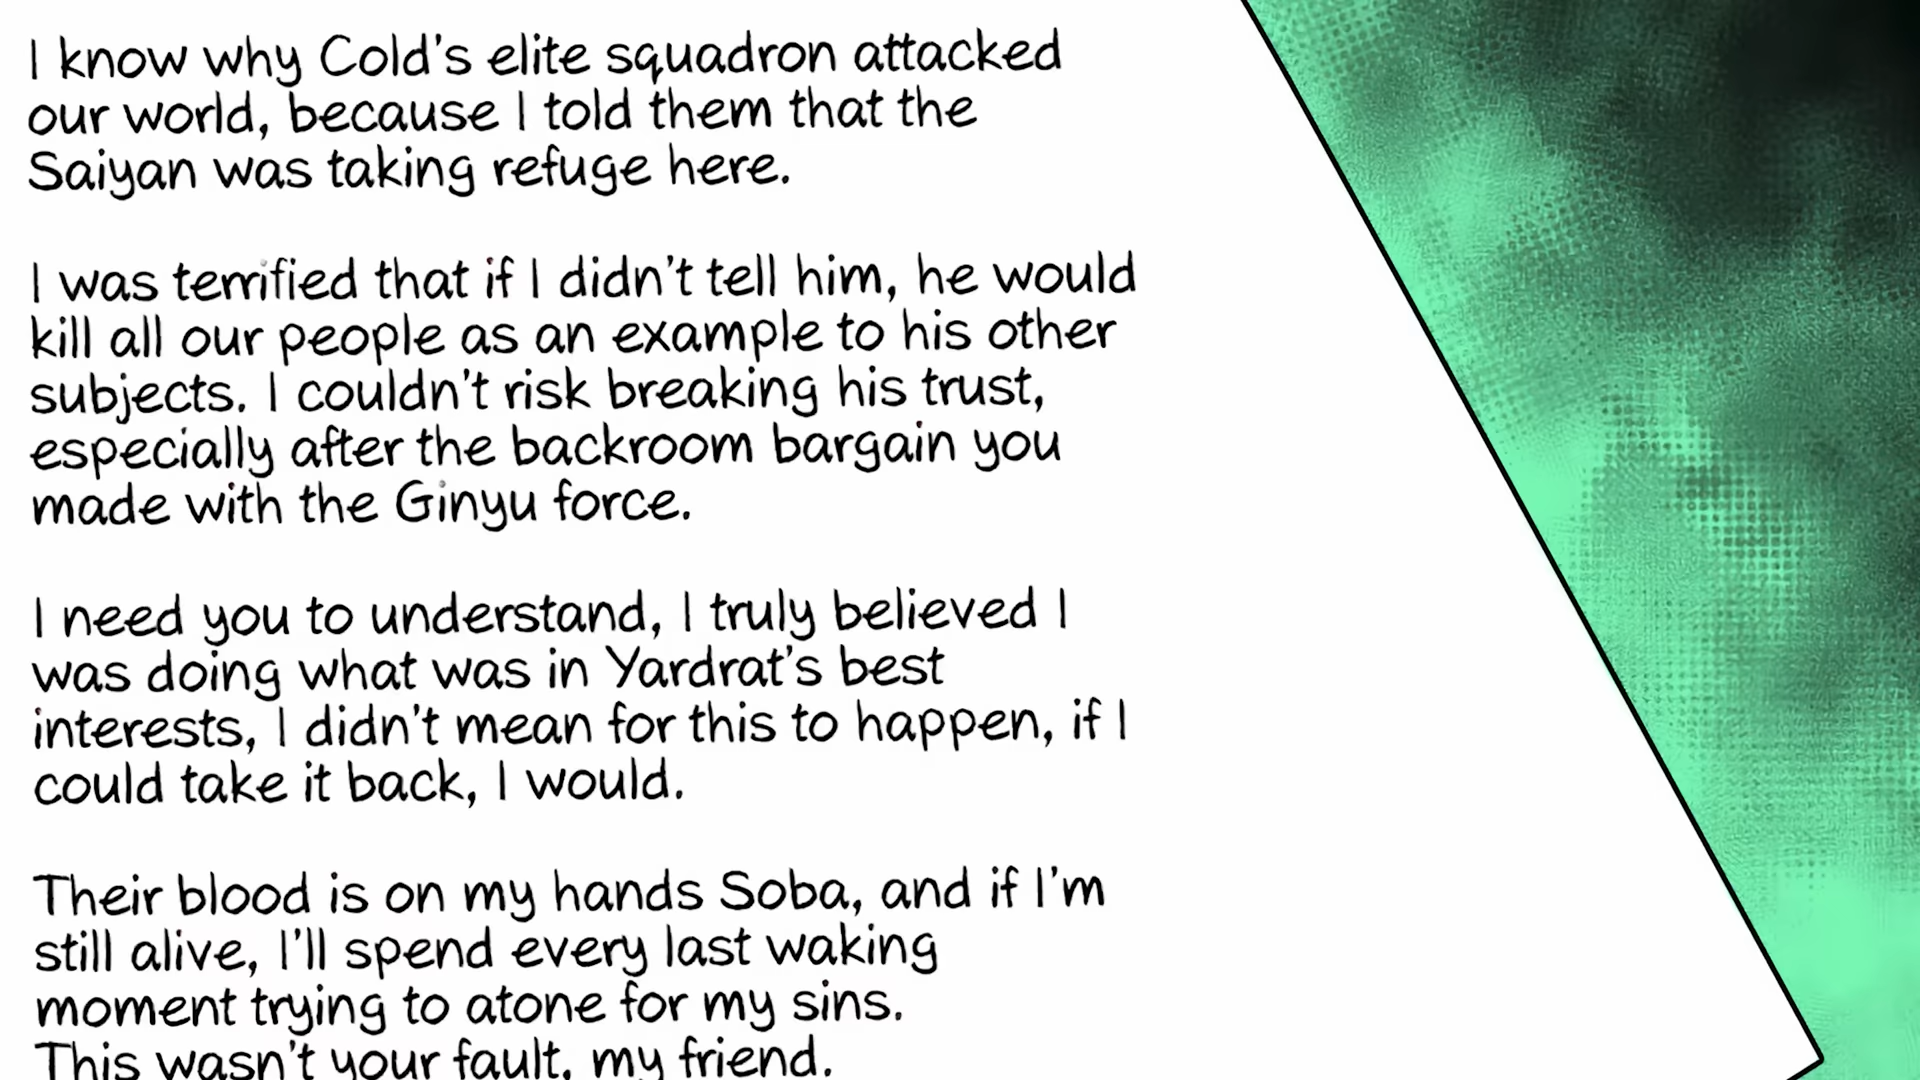 I know why Cold's elite squadron attacked
our world, because I told them that the
Saiyan was taking refuge here.
I was terrified that if I didn't tell him, he would
kill all our people as an example to his other
subjects. I couldn't risk breaking his trust,
especially after the backroom bargain you
made with the Ginyu force.
I need you to understand, I truly believed I
was doing what was in Yardrat's best
interests, I didn't mean for this to happen, if I
could take it back, I would.
Their blood is on my hands Soba, and if I'm
still alive, I'll spend every last waking
moment trying to atone for my sins.
This wasn't your fault, my friend.